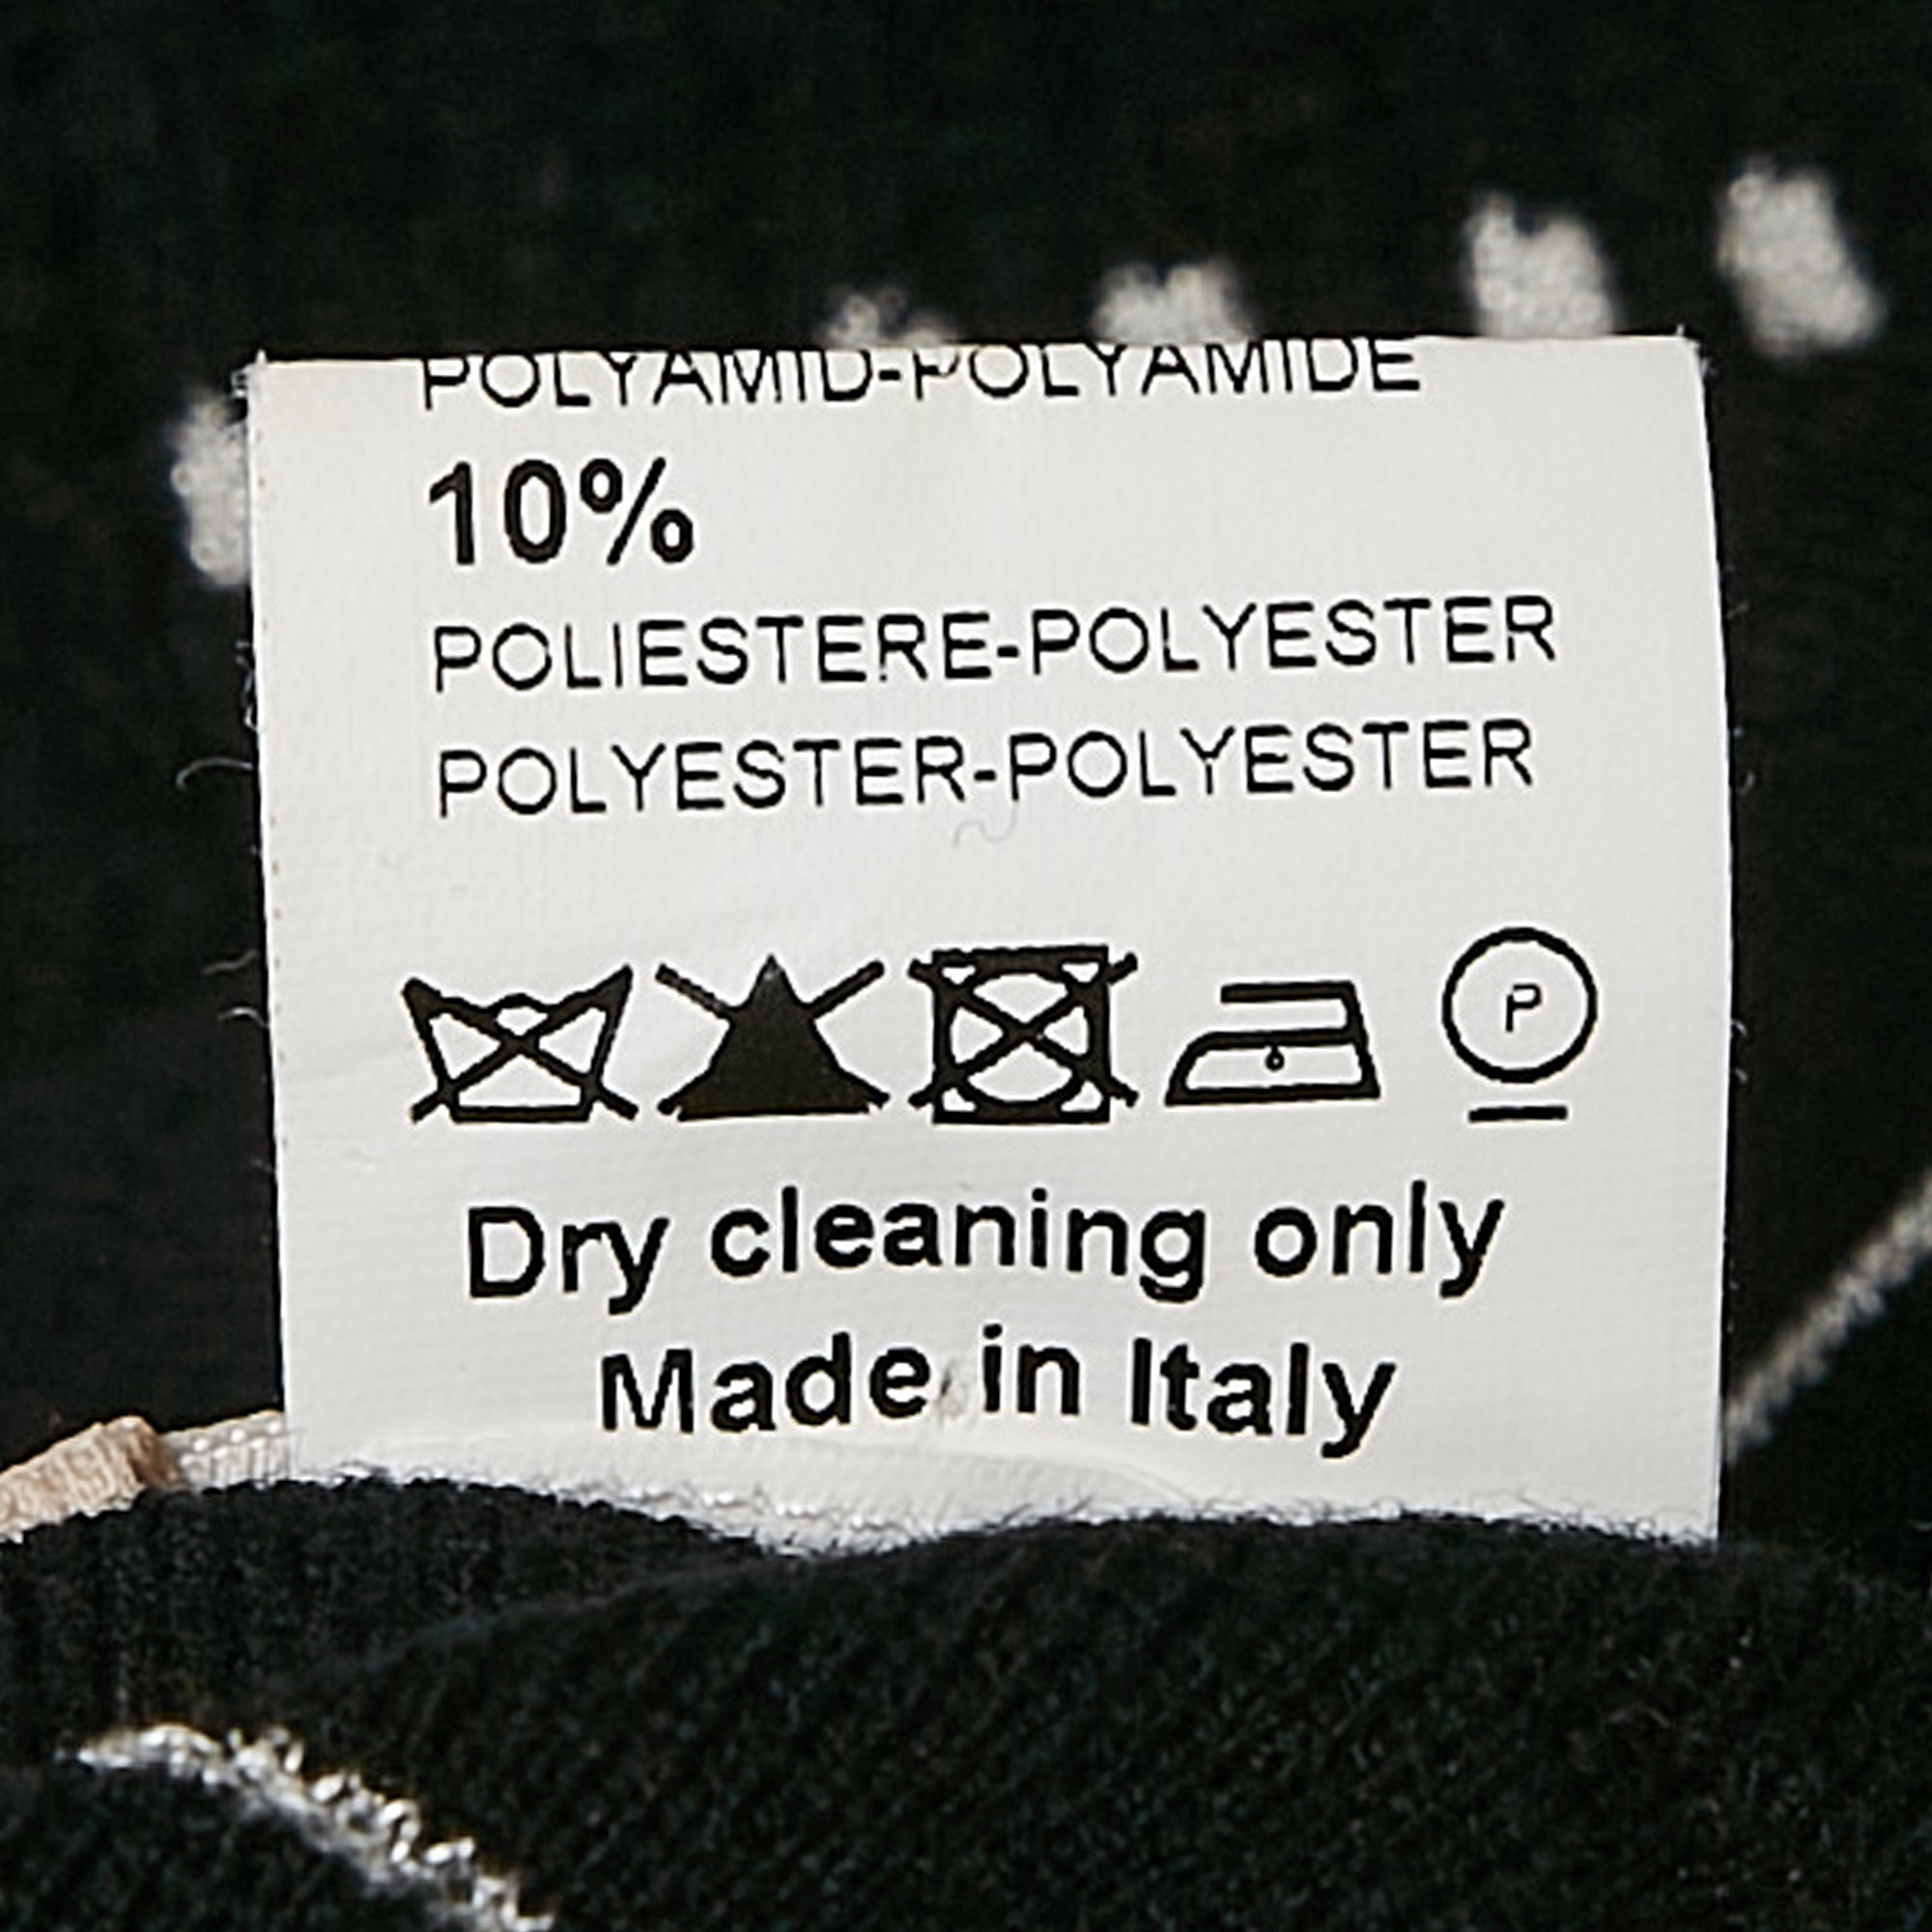 POLYAMID-POLYAMIDE
10%
POLIESTERE-POLYESTER
POLYESTER-POLYESTER
P
Dry cleaning only
Made in Italy